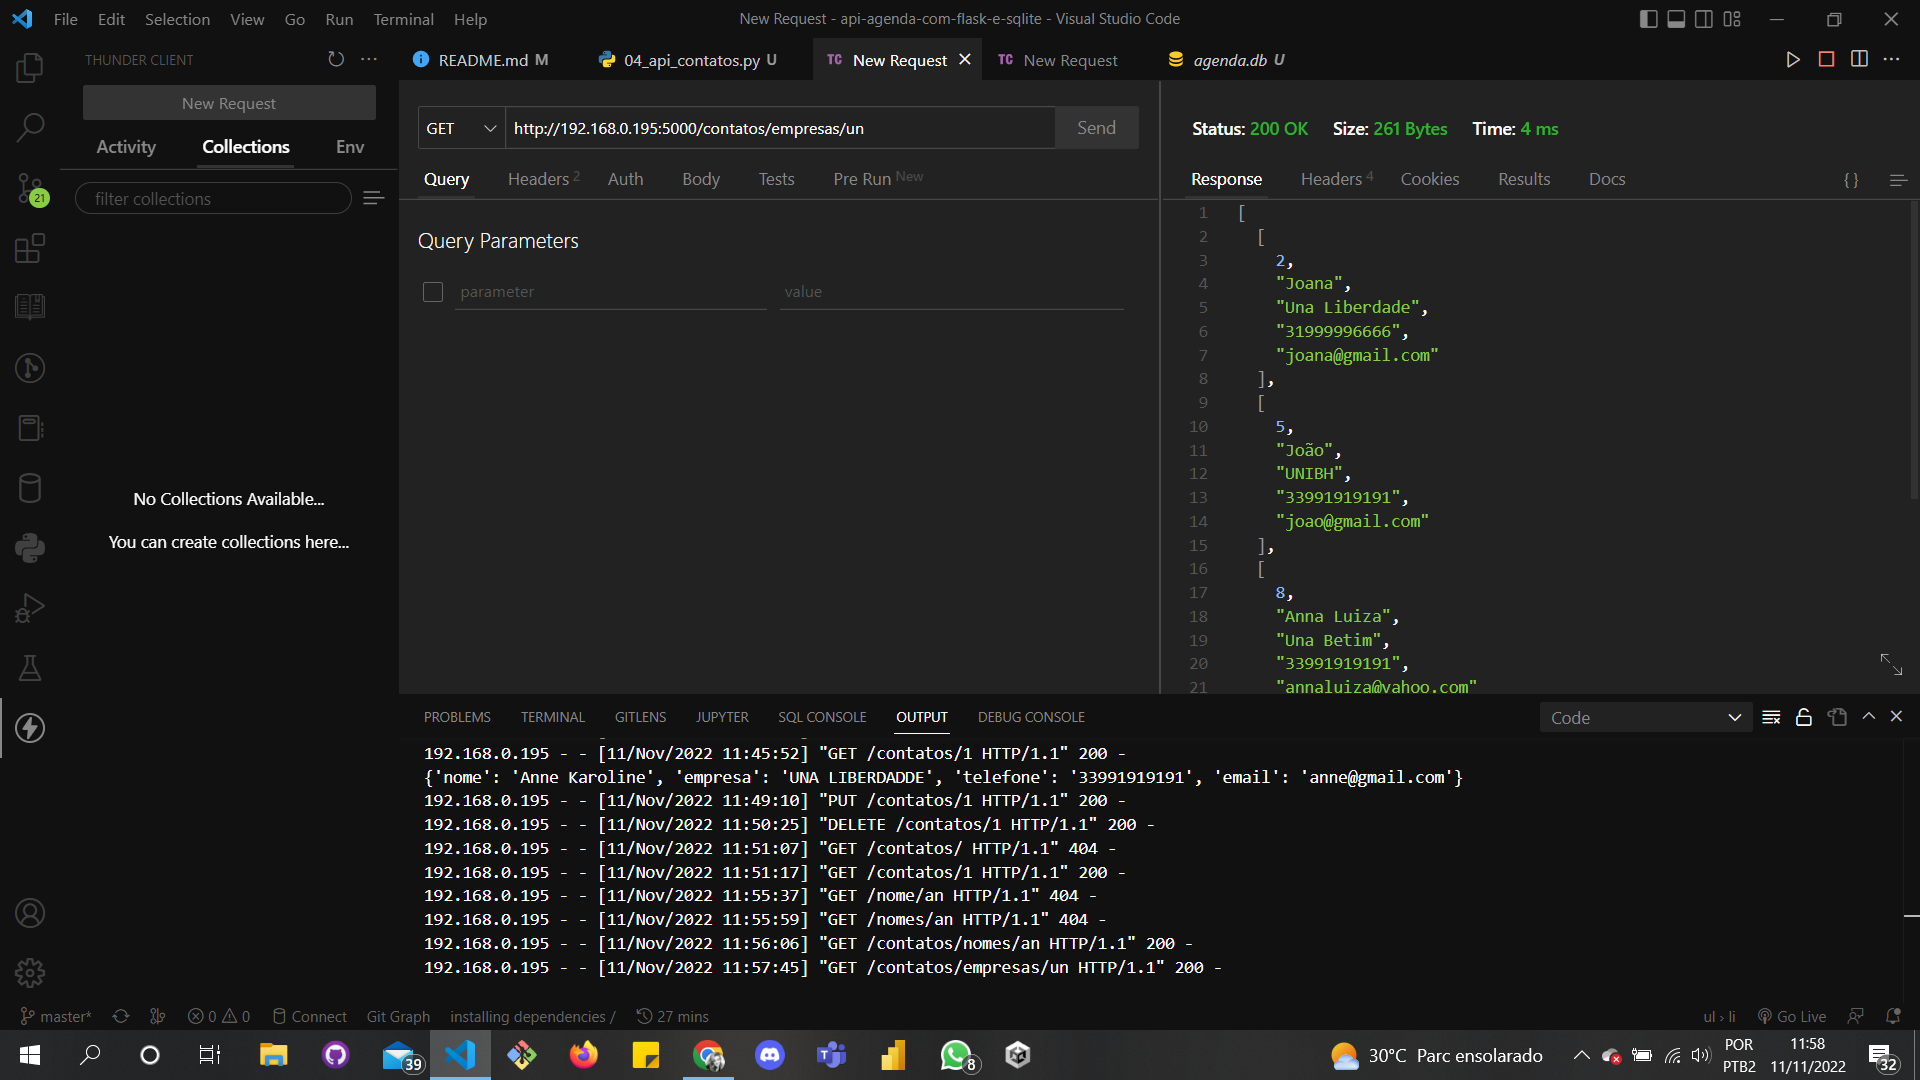 File Edit Selection View Go Run Terminal Help
New Request - api-agenda-com-flask-e-sqlite - Visual Studio Code
THUNDER CLIENT
New Request
Activity Collections Env
filter collections
No Collections Available...
You can create collections here...
21
README.md M
04_api_contatos.py U
TC New Request
TC New Request
agenda.db U
GET http://192.168.0.195:5000/contatos/empresas/un Send
Query Headers 2 Auth Body Tests Pre Run New
Query Parameters
parameter value
Status: 200 OK Size: 261 Bytes Time: 4 ms
Response Headers 4 Cookies Results Docs { }
1 [
2 [
3 2,
4 "Joana",
5 "Una Liberdade",
6 "31999996666",
7 "joana@gmail.com"
8 ],
9 [
10 5,
11 "João",
12 "UNIBH",
13 "33991919191",
14 "joao@gmail.com"
15 ],
16 [
17 8,
18 "Anna Luiza",
19 "Una Betim",
20 "33991919191",
21 "annaluiza@yahoo.com"
PROBLEMS TERMINAL GITLENS JUPYTER SQL CONSOLE OUTPUT DEBUG CONSOLE Code
192.168.0.195 - - [11/Nov/2022 11:45:52] "GET /contatos/1 HTTP/1.1" 200 -
{'nome': 'Anne Karoline', 'empresa': 'UNA LIBERDADDE', 'telefone': '33991919191', 'email': 'anne@gmail.com'}
192.168.0.195 - - [11/Nov/2022 11:49:10] "PUT /contatos/1 HTTP/1.1" 200 -
192.168.0.195 - - [11/Nov/2022 11:50:25] "DELETE /contatos/1 HTTP/1.1" 200 -
192.168.0.195 - - [11/Nov/2022 11:51:07] "GET /contatos/ HTTP/1.1" 404 -
192.168.0.195 - - [11/Nov/2022 11:51:17] "GET /contatos/1 HTTP/1.1" 200 -
192.168.0.195 - - [11/Nov/2022 11:55:37] "GET /nome/an HTTP/1.1" 404 -
192.168.0.195 - - [11/Nov/2022 11:55:59] "GET /nomes/an HTTP/1.1" 404 -
192.168.0.195 - - [11/Nov/2022 11:56:06] "GET /contatos/nomes/an HTTP/1.1" 200 -
192.168.0.195 - - [11/Nov/2022 11:57:45] "GET /contatos/empresas/un HTTP/1.1" 200 -
master* 0 0 Connect Git Graph installing dependencies / 27 mins ul › li Go Live
39 8 30°C Parc ensolarado POR 11:58
PTB2 11/11/2022 32